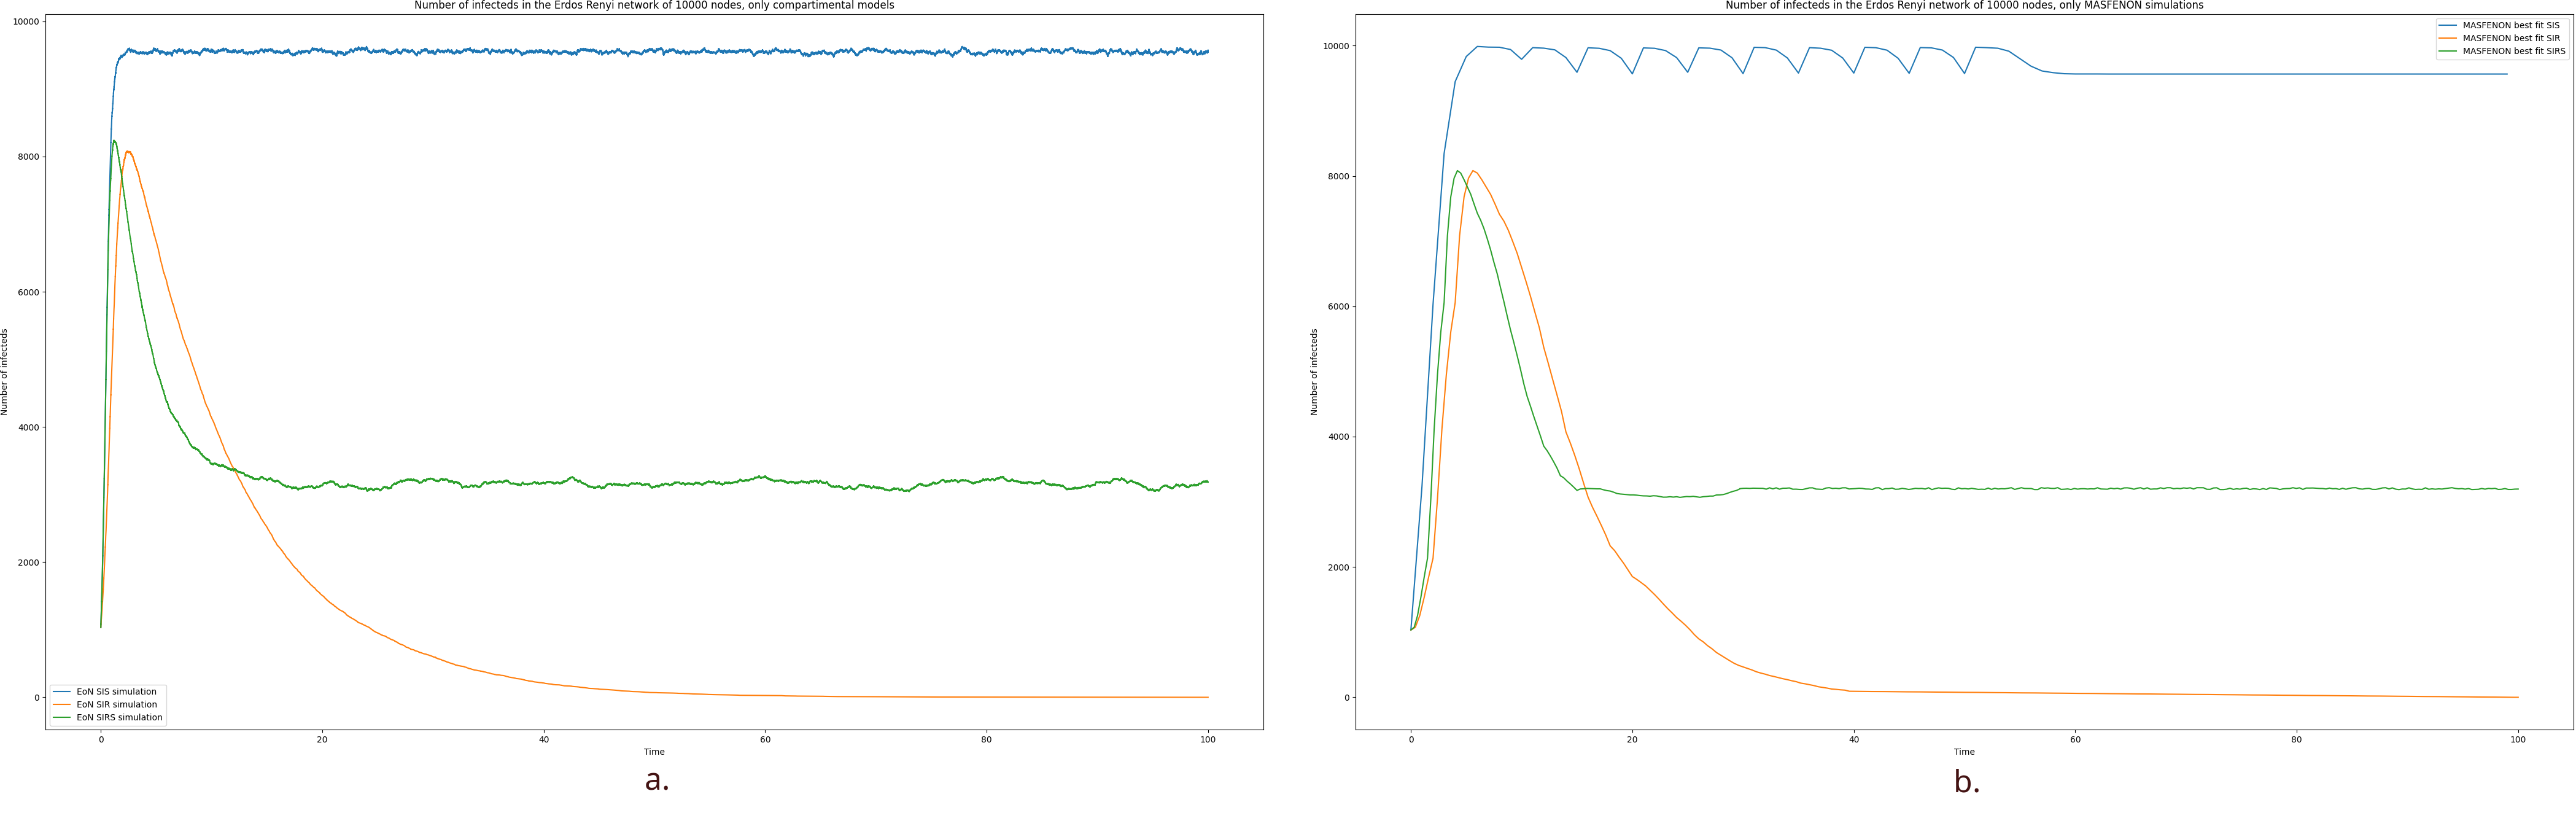 Number of infecteds in the Erdos Renyi network of 10000 nodes, only compartimental models
10000
8000
6000
4000
2000
0
Number of infecteds
EoN SIS simulation
EoN SIR simulation
EoN SIRS simulation
0 20 40 60 80 100
Time
a.
Number of infecteds in the Erdos Renyi network of 10000 nodes, only MASFENON simulations
MASFENON best fit SIS
MASFENON best fit SIR
MASFENON best fit SIRS
10000
8000
6000
4000
2000
0
Number of infecteds
0 20 40 60 80 100
Time
b.